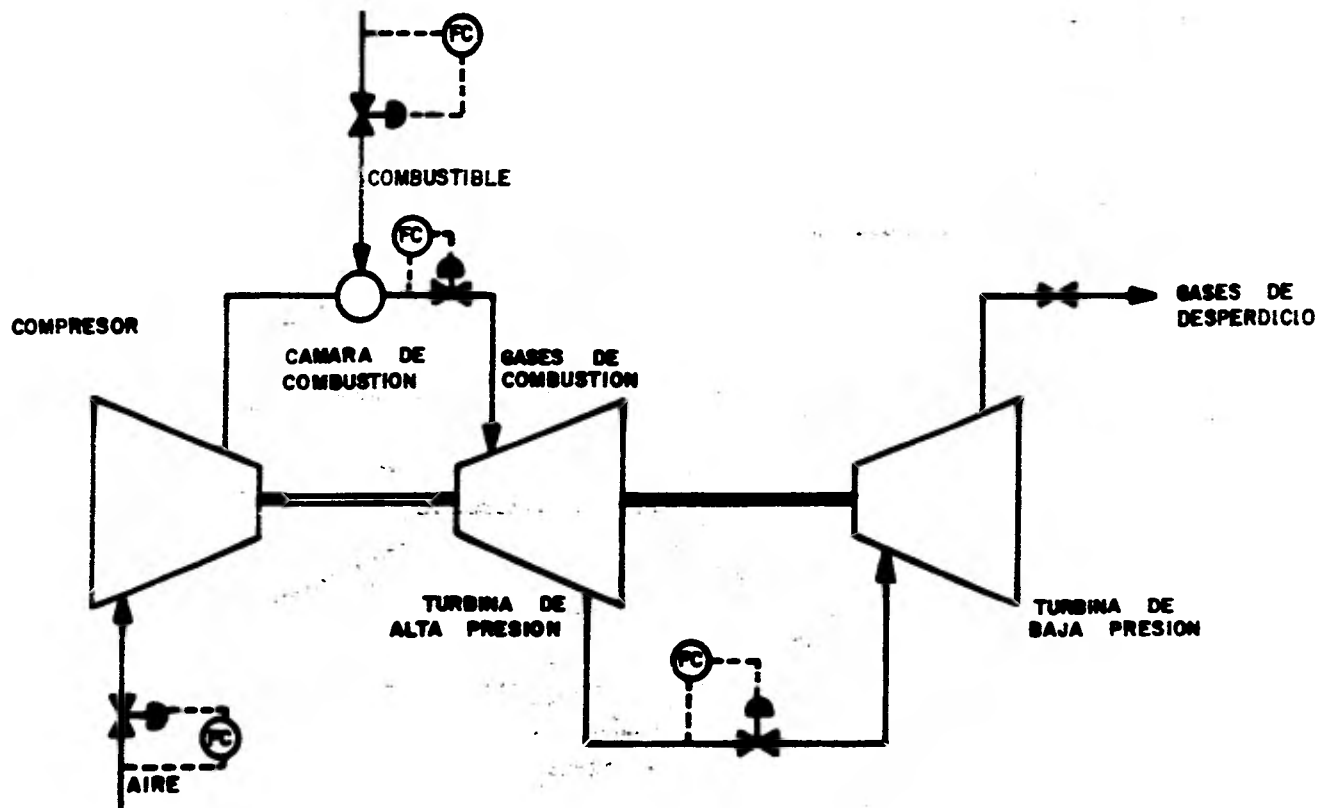 FC
COMBUSTIBLE
FC
COMPRESOR
CAMARA DE
COMBUSTION
GASES DE
COMBUSTION
GASES DE
DESPERDICIO
TURBINA DE
ALTA PRESION
TURBINA DE
BAJA PRESION
PC
FC
AIRE